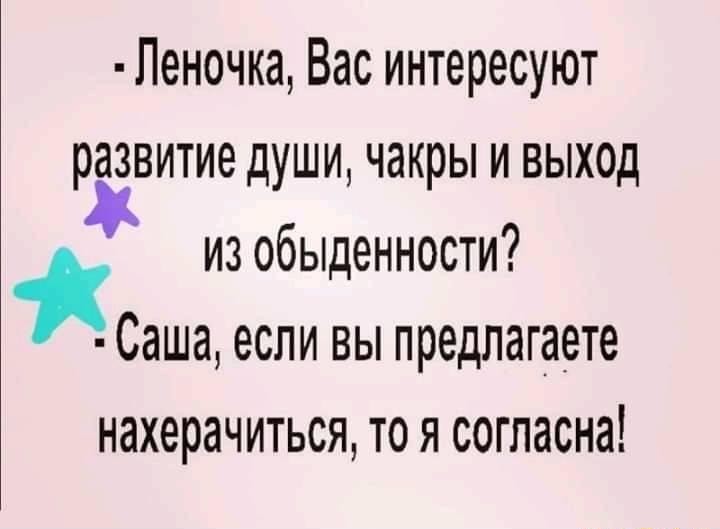 - Леночка, Вас интересуют
развитие души, чакры и выход
из обыденности?
- Саша, если вы предлагаете
нахерачиться, то я согласна!